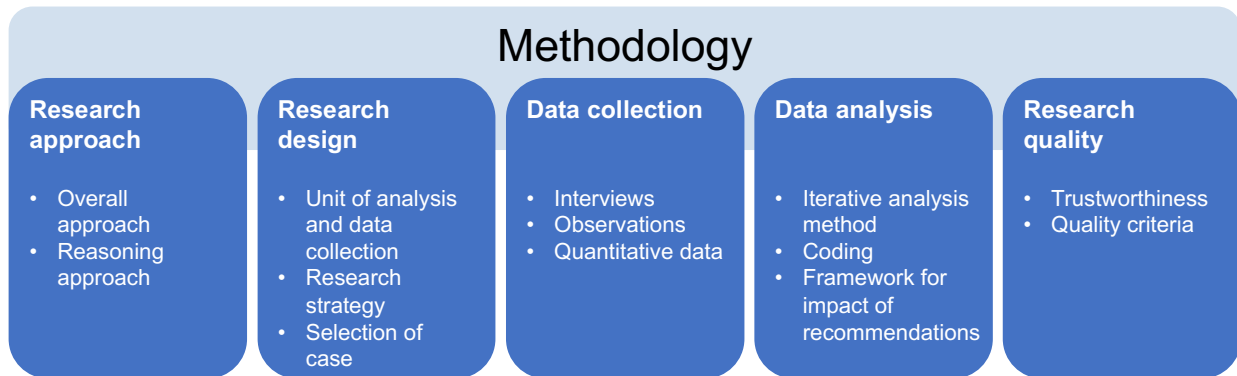 Methodology
Research
approach
• Overall
approach
• Reasoning
approach
Research
design
• Unit of analysis
and data
collection
• Research
strategy
• Selection of
case
Data collection
• Interviews
• Observations
• Quantitative data
Data analysis
• Iterative analysis
method
• Coding
• Framework for
impact of
recommendations
Research
quality
• Trustworthiness
• Quality criteria